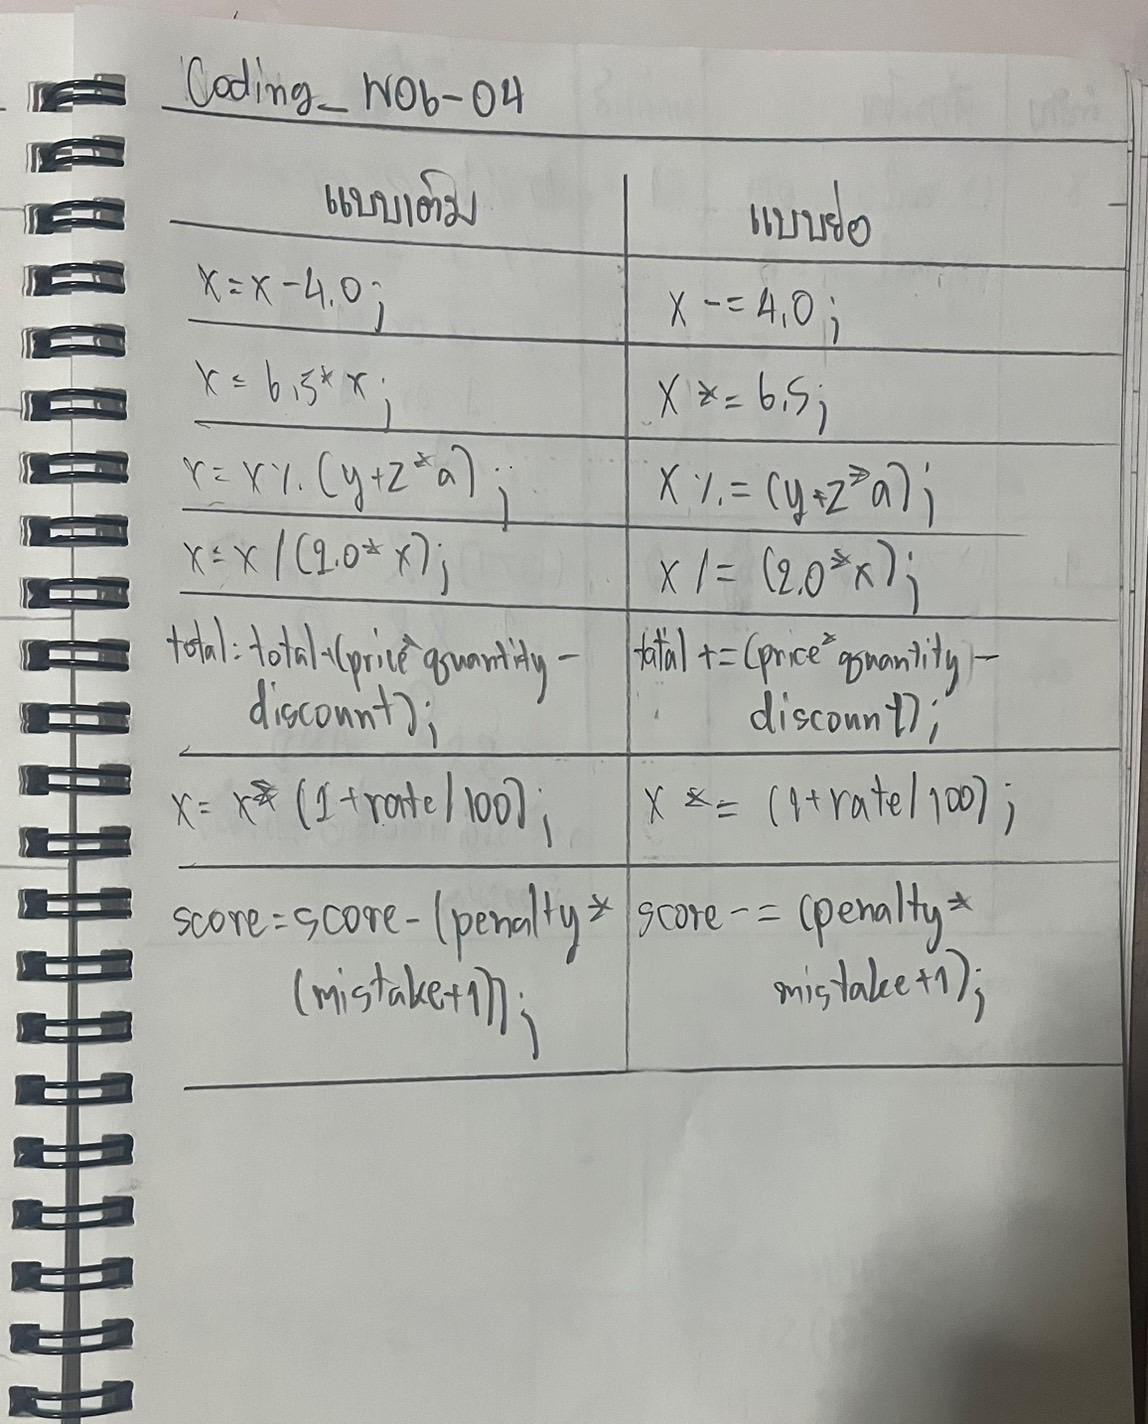 Coding_W06-04
แบบเต็ม แบบย่อ
x = x - 4.0; x -= 4.0;
x = 6.5* x; x *= 6.5;
x = x % (y+z*a); x %= (y+z*a);
x = x / (2.0* x); x /= (2.0*x);
total = total+(price*quantity - total += (price*quantity) -
discount); discount);
x = x* (1+rate/100); x *= (1+rate/100);
score = score - (penalty* score -= (penalty*
(mistake+1)); mistake+1);